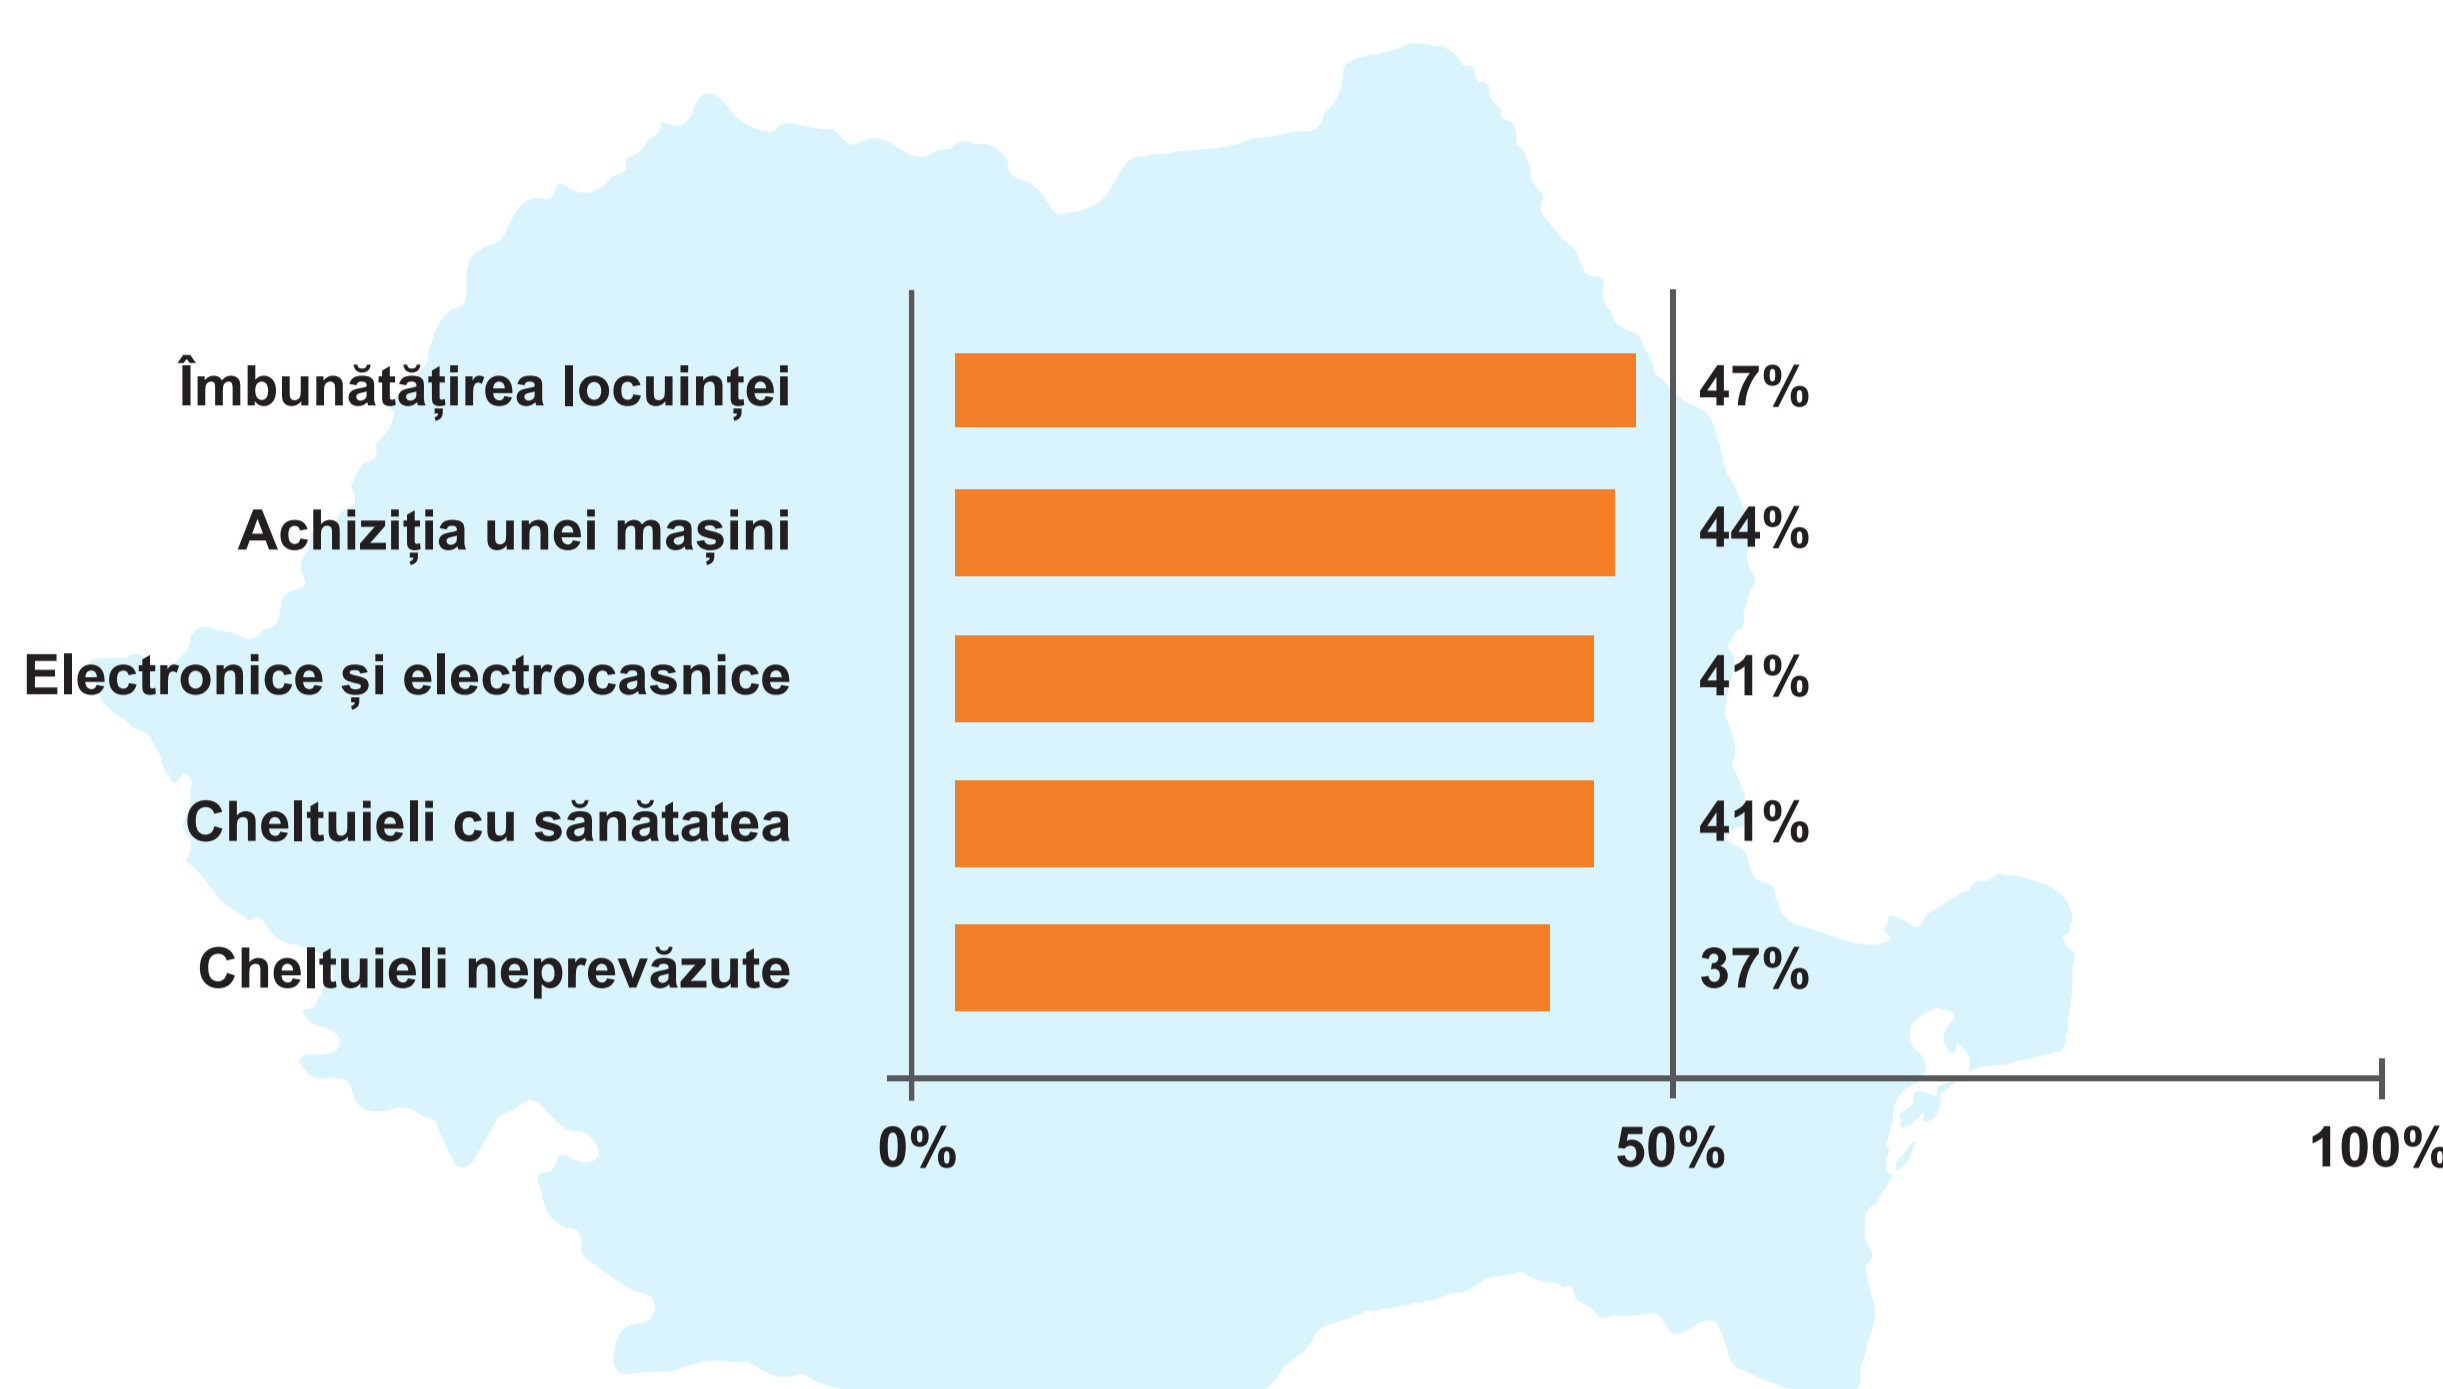 Îmbunătățirea locuinței 47%
Achiziția unei mașini 44%
Electronice și electrocasnice 41%
Cheltuieli cu sănătatea 41%
Cheltuieli neprevăzute 37%
0% 50% 100%